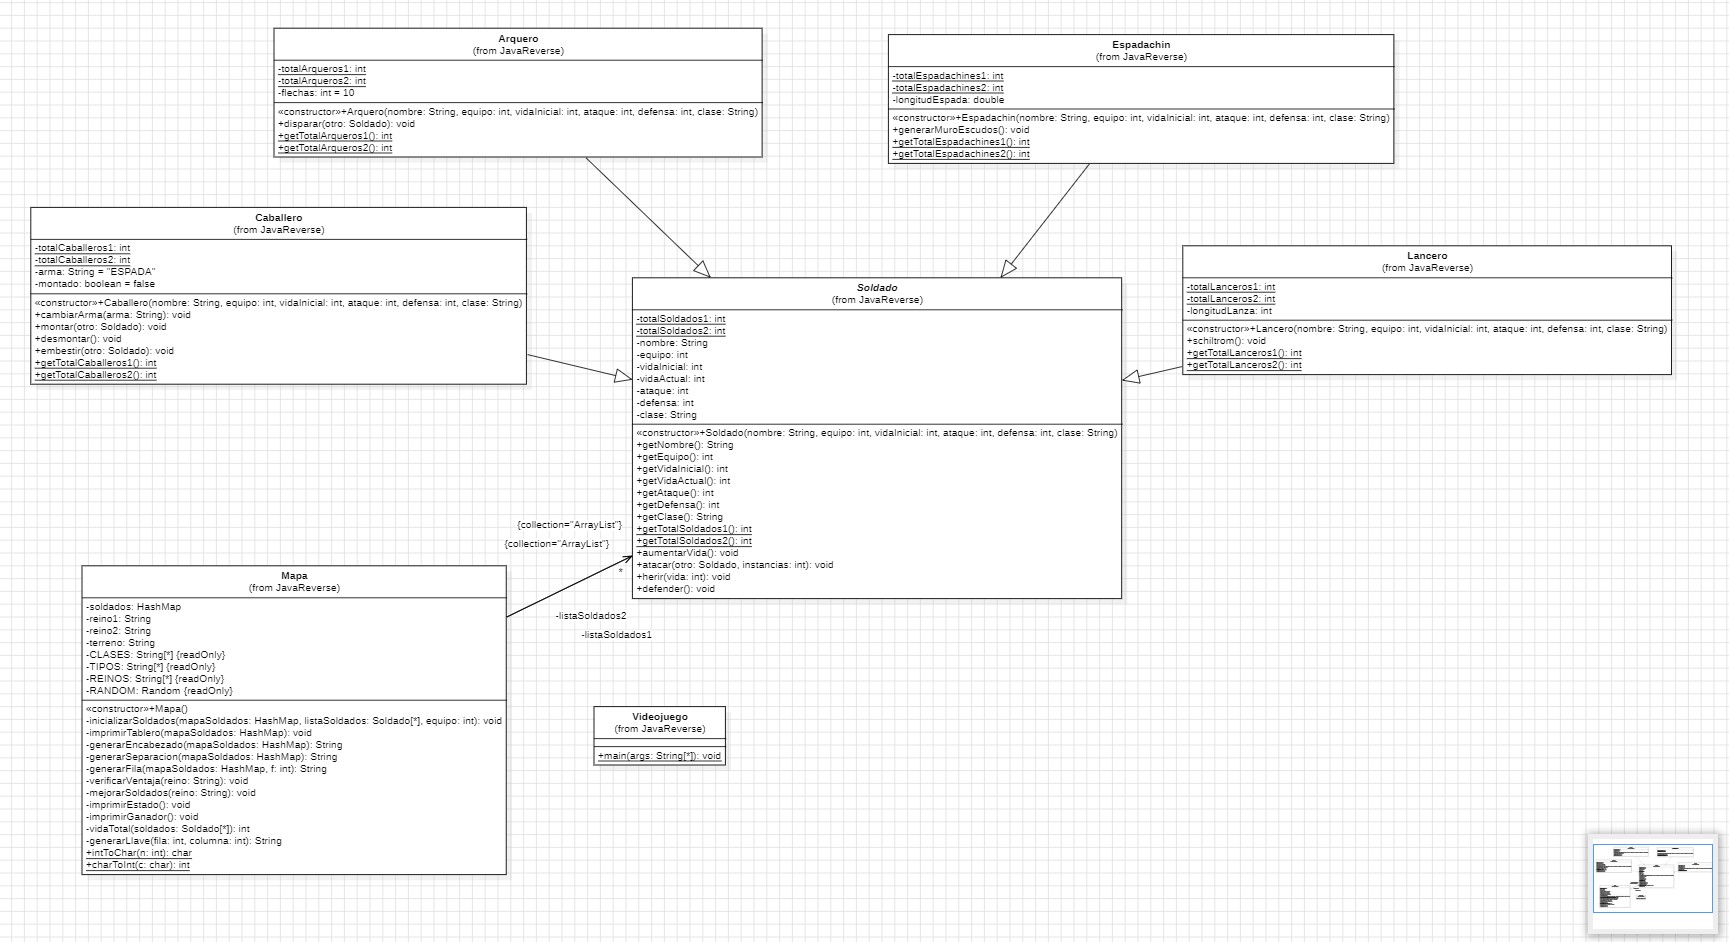 Arquero
(from JavaReverse)
-totalArqueros1: int
-totalArqueros2: int
-flechas: int = 10
«constructor»+Arquero(nombre: String, equipo: int, vidaInicial: int, ataque: int, defensa: int, clase: String)
+disparar(otro: Soldado): void
+getTotalArqueros1(): int
+getTotalArqueros2(): int
Espadachin
(from JavaReverse)
-totalEspadachines1: int
-totalEspadachines2: int
-longitudEspada: double
«constructor»+Espadachin(nombre: String, equipo: int, vidaInicial: int, ataque: int, defensa: int, clase: String)
+generarMuroEscudos(): void
+getTotalEspadachines1(): int
+getTotalEspadachines2(): int
Caballero
(from JavaReverse)
-totalCaballeros1: int
-totalCaballeros2: int
-arma: String = "ESPADA"
-montado: boolean = false
«constructor»+Caballero(nombre: String, equipo: int, vidaInicial: int, ataque: int, defensa: int, clase: String)
+cambiarArma(arma: String): void
+montar(otro: Soldado): void
+desmontar(): void
+embestir(otro: Soldado): void
+getTotalCaballeros1(): int
+getTotalCaballeros2(): int
Lancero
(from JavaReverse)
-totalLanceros1: int
-totalLanceros2: int
-longitudLanza: int
«constructor»+Lancero(nombre: String, equipo: int, vidaInicial: int, ataque: int, defensa: int, clase: String)
+schiltrom(): void
+getTotalLanceros1(): int
+getTotalLanceros2(): int
Soldado
(from JavaReverse)
-totalSoldados1: int
-totalSoldados2: int
-nombre: String
-equipo: int
-vidaInicial: int
-vidaActual: int
-ataque: int
-defensa: int
-clase: String
«constructor»+Soldado(nombre: String, equipo: int, vidaInicial: int, ataque: int, defensa: int, clase: String)
+getNombre(): String
+getEquipo(): int
+getVidaInicial(): int
+getVidaActual(): int
+getAtaque(): int
+getDefensa(): int
+getClase(): String
+getTotalSoldados1(): int
+getTotalSoldados2(): int
+aumentarVida(): void
+atacar(otro: Soldado, instancias: int): void
+herir(vida: int): void
+defender(): void
{collection="ArrayList"}
{collection="ArrayList"}
*
-listaSoldados2
-listaSoldados1
Mapa
(from JavaReverse)
-soldados: HashMap
-reino1: String
-reino2: String
-terreno: String
-CLASES: String[*] {readOnly}
-TIPOS: String[*] {readOnly}
-REINOS: String[*] {readOnly}
-RANDOM: Random {readOnly}
«constructor»+Mapa()
-inicializarSoldados(mapaSoldados: HashMap, listaSoldados: Soldado[*], equipo: int): void
-imprimirTablero(mapaSoldados: HashMap): void
-generarEncabezado(mapaSoldados: HashMap): String
-generarSeparacion(mapaSoldados: HashMap): String
-generarFila(mapaSoldados: HashMap, f: int): String
-verificarVentaja(reino: String): void
-mejorarSoldados(reino: String): void
-imprimirEstado(): void
-imprimirGanador(): void
-vidaTotal(soldados: Soldado[*]): int
-generarLlave(fila: int, columna: int): String
+intToChar(n: int): char
+charToInt(c: char): int
Videojuego
(from JavaReverse)
+main(args: String[*]): void